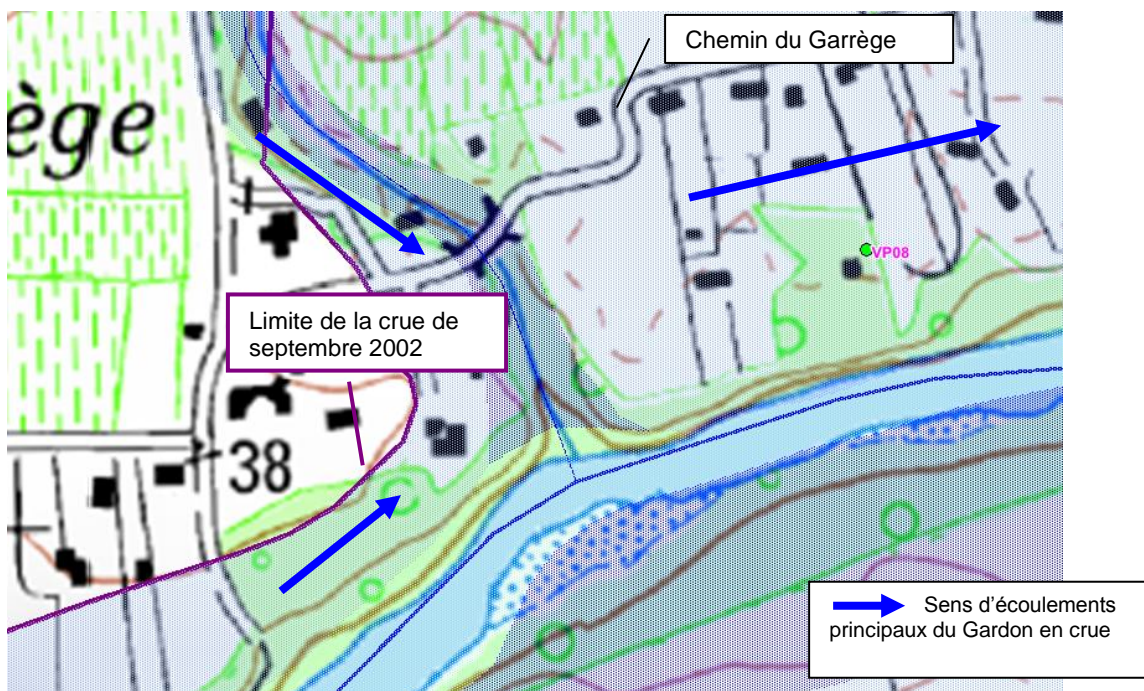 Chemin du Garrège
ège
VP08
Limite de la crue de
septembre 2002
38
Sens d'écoulements
principaux du Gardon en crue